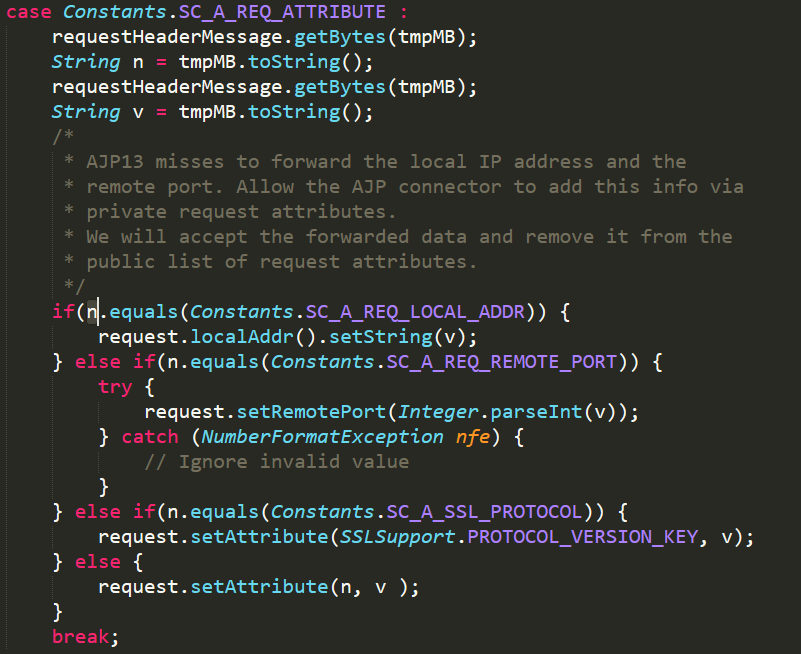 case Constants.SC_A_REQ_ATTRIBUTE :
    requestHeaderMessage.getBytes(tmpMB);
    String n = tmpMB.toString();
    requestHeaderMessage.getBytes(tmpMB);
    String v = tmpMB.toString();
    /*
     * AJP13 misses to forward the local IP address and the
     * remote port. Allow the AJP connector to add this info via
     * private request attributes.
     * We will accept the forwarded data and remove it from the
     * public list of request attributes.
     */
    if(n.equals(Constants.SC_A_REQ_LOCAL_ADDR)) {
        request.localAddr().setString(v);
    } else if(n.equals(Constants.SC_A_REQ_REMOTE_PORT)) {
        try {
            request.setRemotePort(Integer.parseInt(v));
        } catch (NumberFormatException nfe) {
            // Ignore invalid value
        }
    } else if(n.equals(Constants.SC_A_SSL_PROTOCOL)) {
        request.setAttribute(SSLSupport.PROTOCOL_VERSION_KEY, v);
    } else {
        request.setAttribute(n, v );
    }
    break;